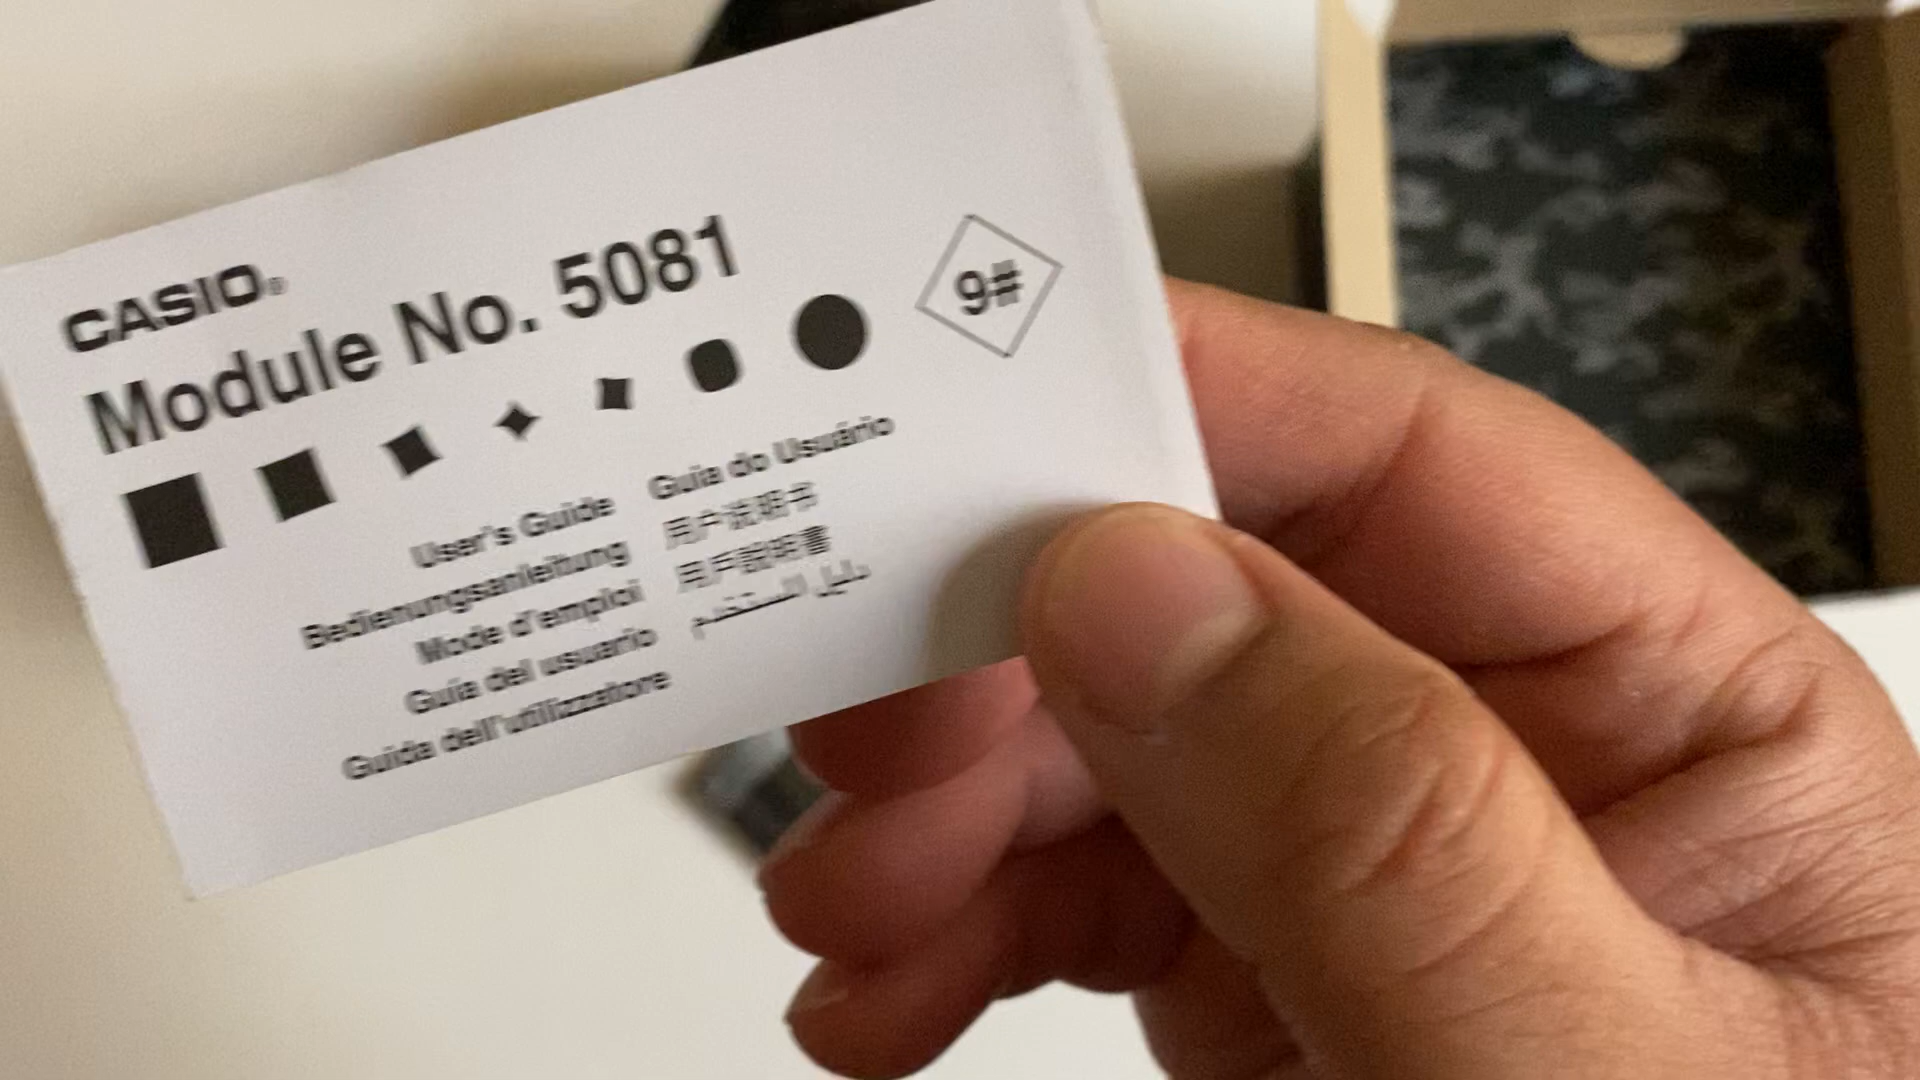 CASIO®
Module No. 5081
9#
User's Guide
Bedienungsanleitung
Mode d'emploi
Guía del usuario
Guida dell'utilizzatore
Guia do Usuário
用户说明书
用戶說明書
دليل المستخدم